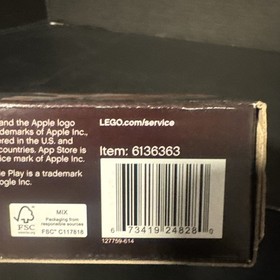 and the Apple logo
ademarks of Apple Inc.,
ered in the U.S. and
countries. App Store is
ice mark of Apple Inc.
e Play is a trademark
ogle Inc.
LEGO.com/service
Item: 6136363
FSC
MIX
Packaging from
responsible sources
FSC® C117818
6 73419 24828 0
127759-614